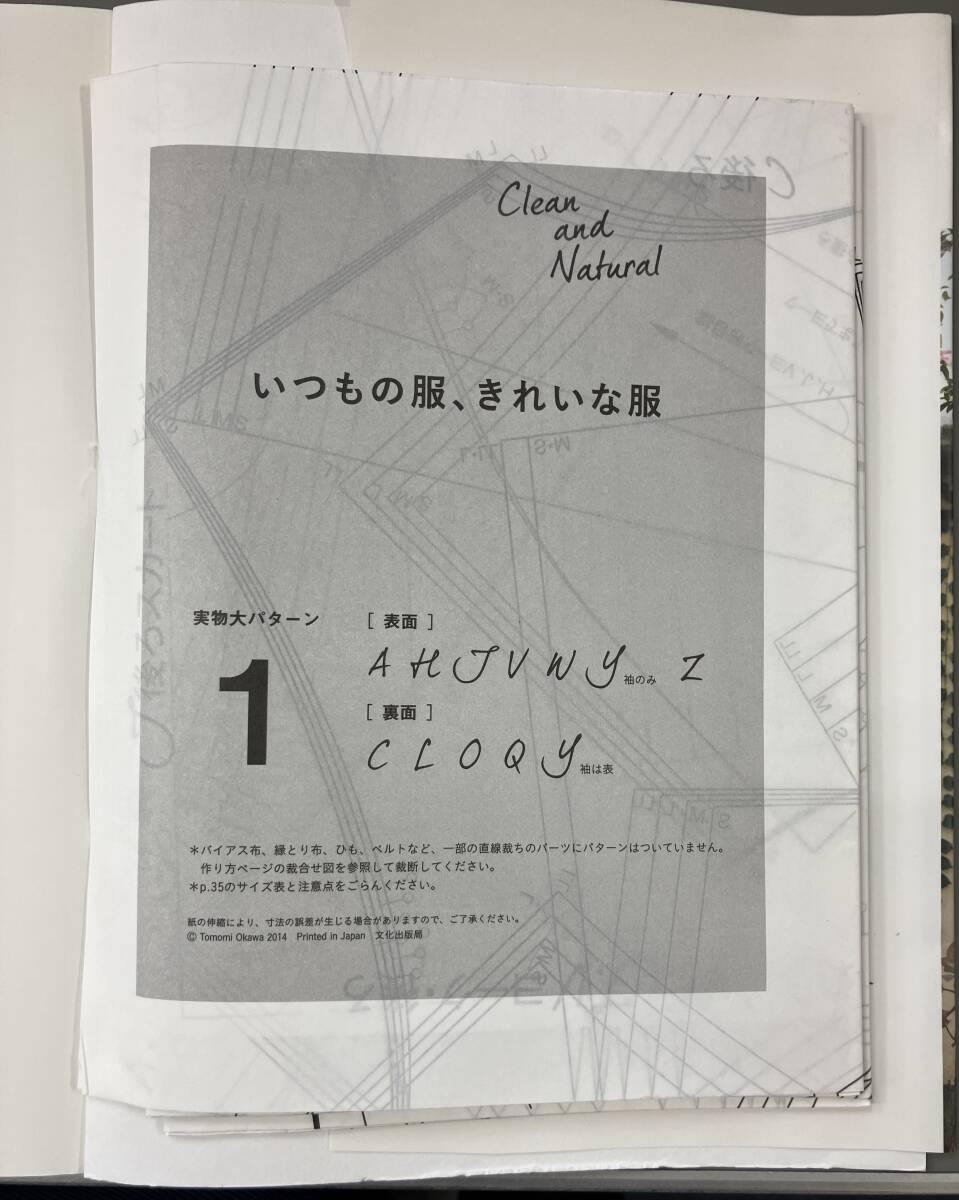 Clean
and
Natural
いつもの服、きれいな服
実物大パターン
1
[ 表面 ]
A H J V W Y 袖のみ Z
[ 裏面 ]
C L O Q Y 袖は表
＊バイアス布、縁とり布、ひも、ベルトなど、一部の直線裁ちのパーツにパターンはついていません。
作り方ページの裁合せ図を参照して裁断してください。
＊p.35のサイズ表と注意点をごらんください。
紙の伸縮により、寸法の誤差が生じる場合がありますので、ご了承ください。
© Tomomi Okawa 2014 Printed in Japan 文化出版局
C後ろ
LL
L M
S
L M S
LL
L
M S
M・S
LL・L
LL L M S
S・M・L・LL